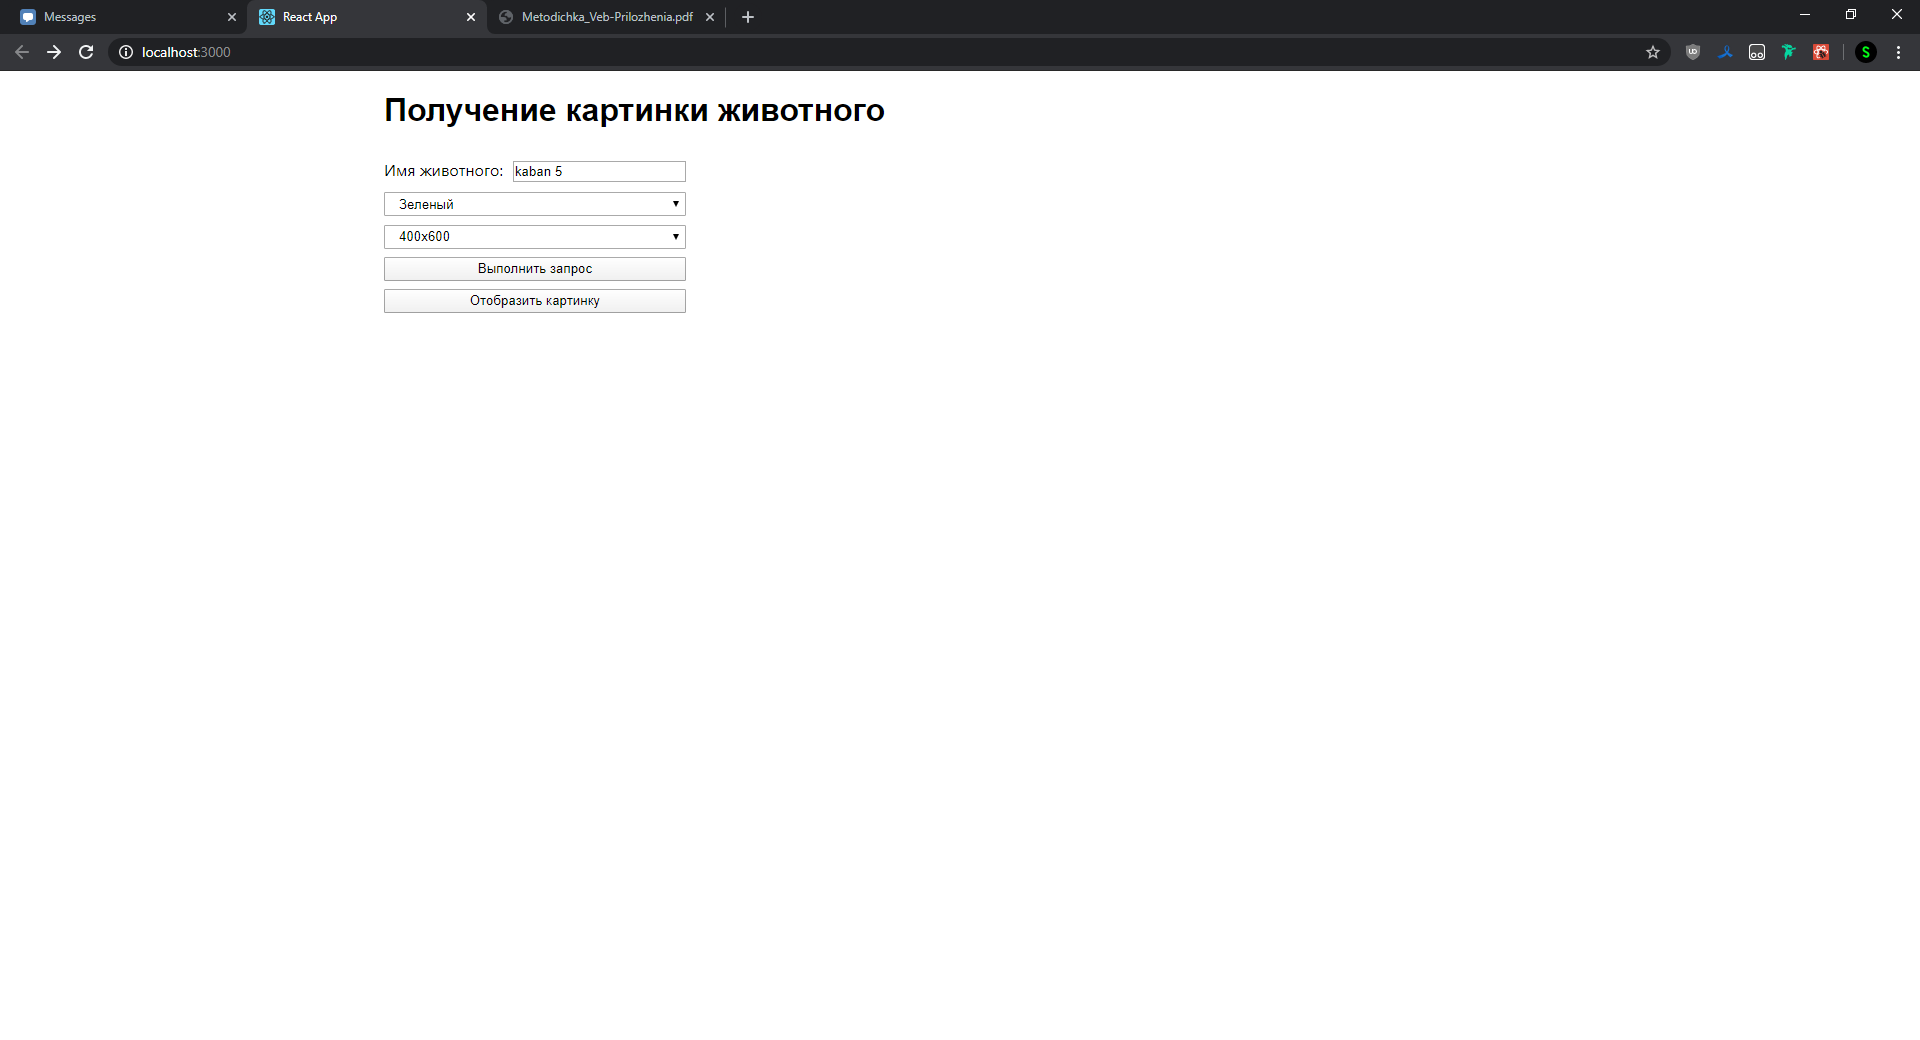 Messages
React App
Metodichka_Veb-Prilozhenia.pdf
localhost:3000
S
Получение картинки животного
Имя животного: kaban 5
Зеленый
400x600
Выполнить запрос
Отобразить картинку